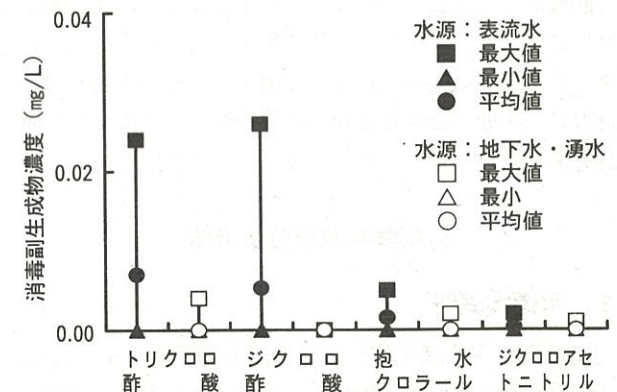 0.04
0.02
0.00
消毒副生成物濃度（mg/L）
水源：表流水
最大値
最小値
平均値
水源：地下水・湧水
最大値
最小
平均値
トリクロロ酢酸
ジクロロ酢酸
抱水クロラール
ジクロロアセトニトリル